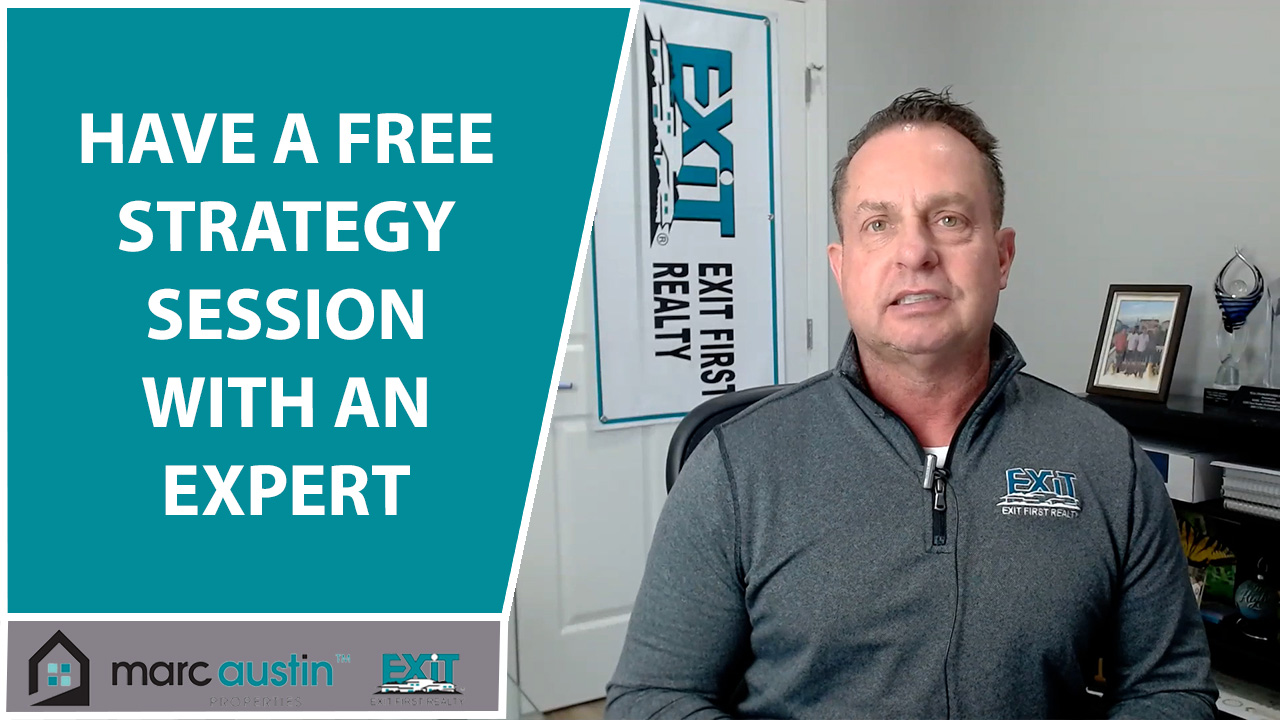 HAVE A FREE
STRATEGY
SESSION
WITH AN
EXPERT
marc austin™
PROPERTIES
EXIT
EXIT FIRST REALTY
EXIT®
EXIT FIRST
REALTY
EXIT
EXIT FIRST REALTY